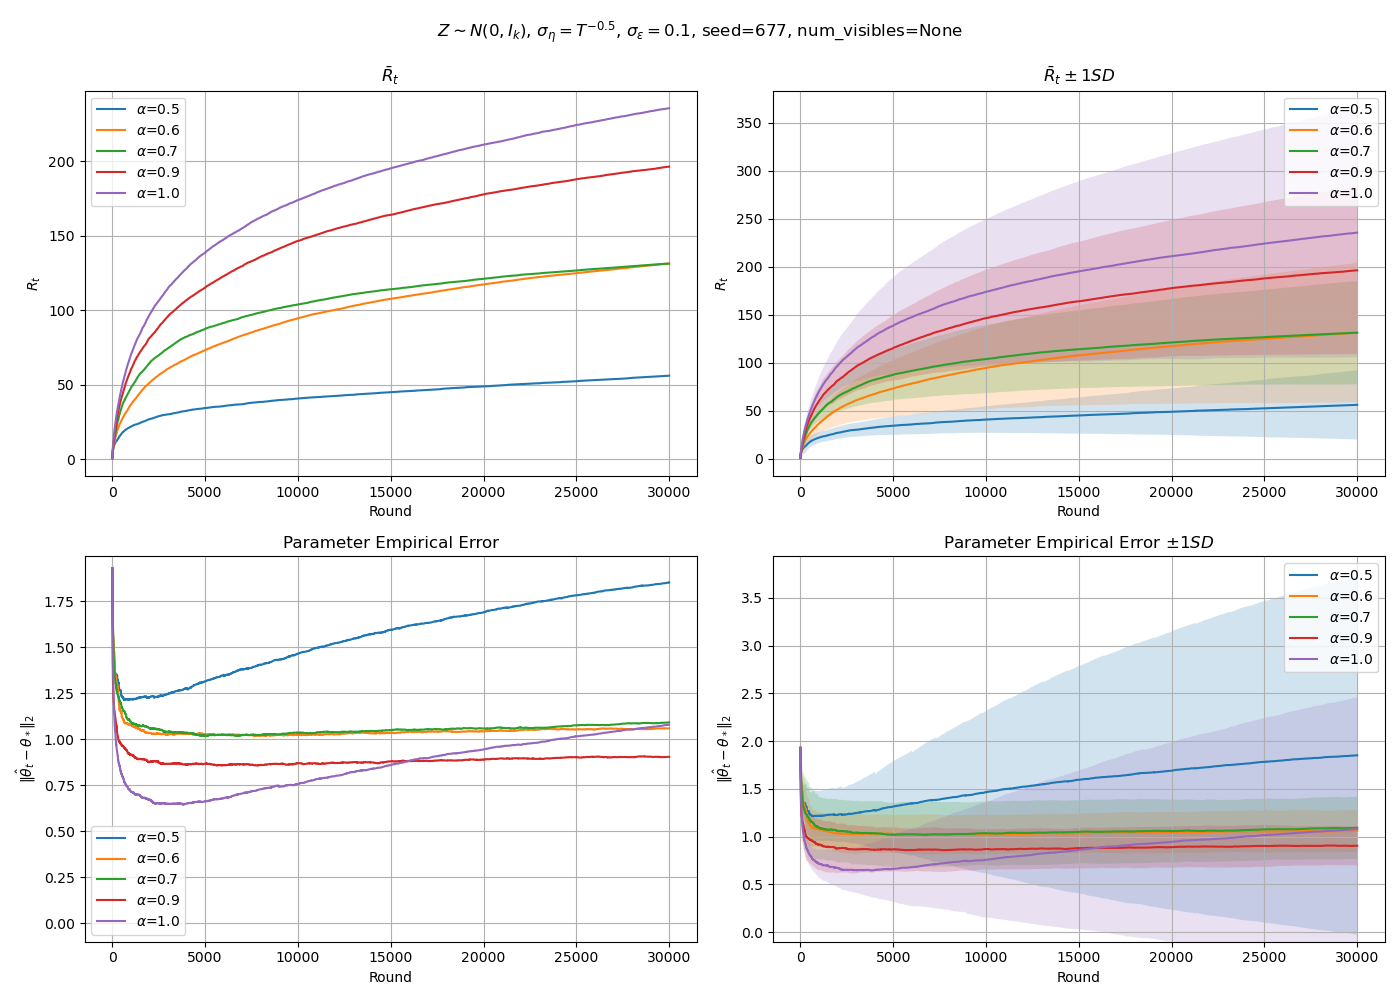 Z ∼ N(0, I_k), σ_η = T^{−0.5}, σ_ε = 0.1, seed=677, num_visibles=None
R̄_t
R_t
200
150
100
50
0
α=0.5
α=0.6
α=0.7
α=0.9
α=1.0
0 5000 10000 15000 20000 25000 30000
Round
R̄_t ± 1SD
R_t
350
300
250
200
150
100
50
0
α=0.5
α=0.6
α=0.7
α=0.9
α=1.0
0 5000 10000 15000 20000 25000 30000
Round
Parameter Empirical Error
‖θ̂_t − θ_*‖_2
1.75
1.50
1.25
1.00
0.75
0.50
0.25
0.00
α=0.5
α=0.6
α=0.7
α=0.9
α=1.0
0 5000 10000 15000 20000 25000 30000
Round
Parameter Empirical Error ±1SD
‖θ̂_t − θ_*‖_2
3.5
3.0
2.5
2.0
1.5
1.0
0.5
0.0
α=0.5
α=0.6
α=0.7
α=0.9
α=1.0
0 5000 10000 15000 20000 25000 30000
Round